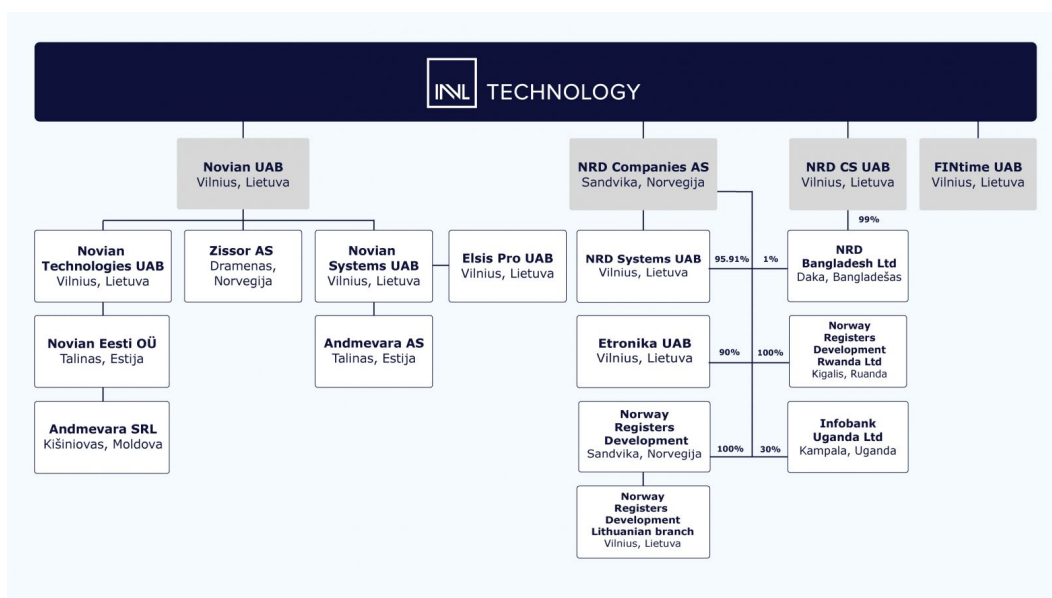 INVL TECHNOLOGY
Novian UAB
Vilnius, Lietuva
NRD Companies AS
Sandvika, Norvegija
NRD CS UAB
Vilnius, Lietuva
FINtime UAB
Vilnius, Lietuva
99%
Novian
Technologies UAB
Vilnius, Lietuva
Zissor AS
Dramenas,
Norvegija
Novian
Systems UAB
Vilnius, Lietuva
Elsis Pro UAB
Vilnius, Lietuva
NRD Systems UAB
Vilnius, Lietuva
95.91%
1%
NRD
Bangladesh Ltd
Daka, Bangladešas
Novian Eesti OÜ
Talinas, Estija
Andmevara AS
Talinas, Estija
Etronika UAB
Vilnius, Lietuva
90%
100%
Norway
Registers
Development
Rwanda Ltd
Kigalis, Ruanda
Andmevara SRL
Kišiniovas, Moldova
Norway
Registers
Development
Sandvika, Norvegija
100%
30%
Infobank
Uganda Ltd
Kampala, Uganda
Norway
Registers
Development
Lithuanian branch
Vilnius, Lietuva